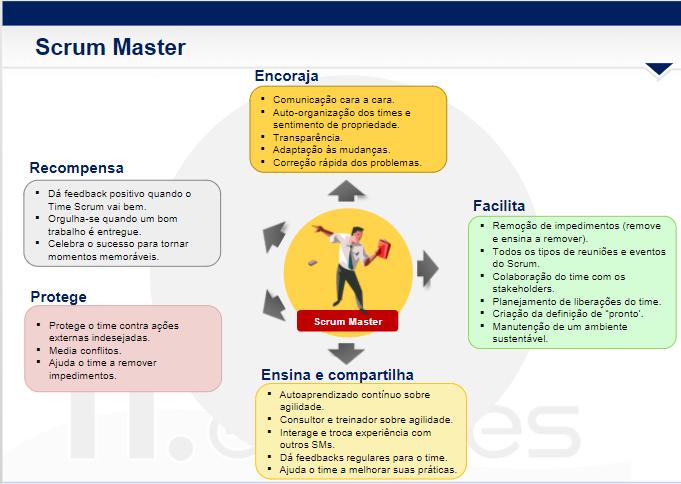 Scrum Master
Encoraja
▪ Comunicação cara a cara.
▪ Auto-organização dos times e
sentimento de propriedade.
▪ Transparência.
▪ Adaptação às mudanças.
▪ Correção rápida dos problemas.
Recompensa
▪ Dá feedback positivo quando o
Time Scrum vai bem.
▪ Orgulha-se quando um bom
trabalho é entregue.
▪ Celebra o sucesso para tornar
momentos memoráveis.
Facilita
▪ Remoção de impedimentos (remove
e ensina a remover).
▪ Todos os tipos de reuniões e eventos
do Scrum.
▪ Colaboração do time com os
stakeholders.
▪ Planejamento de liberações do time.
▪ Criação da definição de “pronto’.
▪ Manutenção de um ambiente
sustentável.
Protege
▪ Protege o time contra ações
externas indesejadas.
▪ Media conflitos.
▪ Ajuda o time a remover
impedimentos.
Scrum Master
Ensina e compartilha
▪ Autoaprendizado contínuo sobre
agilidade.
▪ Consultor e treinador sobre agilidade.
▪ Interage e troca experiência com
outros SMs.
▪ Dá feedbacks regulares para o time.
▪ Ajuda o time a melhorar suas práticas.